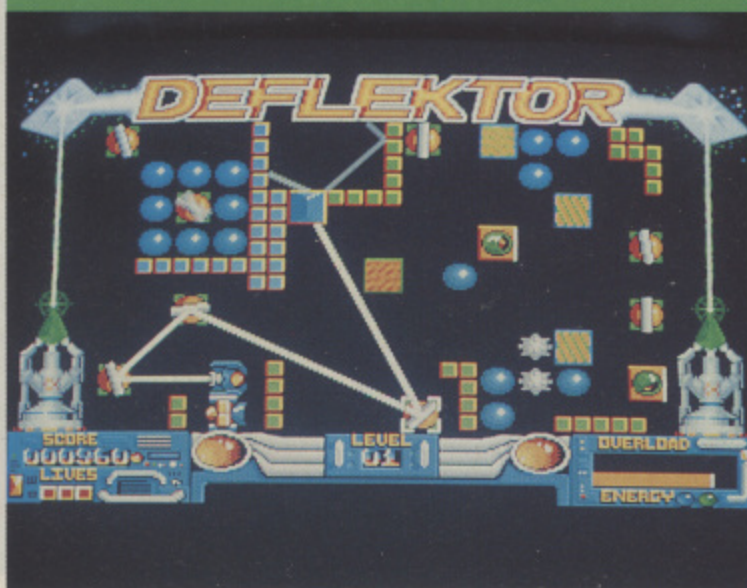 DEFLEKTOR
SCORE
000960
LIVES
LEVEL
01
OVERLOAD
ENERGY